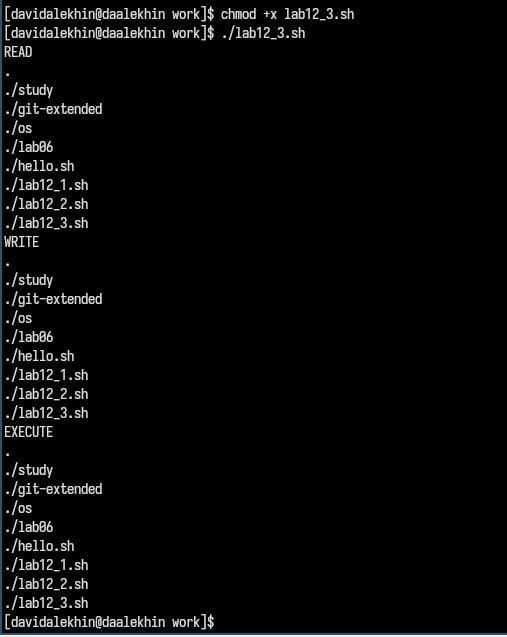 [davidalekhin@daalekhin work]$ chmod +x lab12_3.sh
[davidalekhin@daalekhin work]$ ./lab12_3.sh
READ
.
./study
./git-extended
./os
./lab06
./hello.sh
./lab12_1.sh
./lab12_2.sh
./lab12_3.sh
WRITE
.
./study
./git-extended
./os
./lab06
./hello.sh
./lab12_1.sh
./lab12_2.sh
./lab12_3.sh
EXECUTE
.
./study
./git-extended
./os
./lab06
./hello.sh
./lab12_1.sh
./lab12_2.sh
./lab12_3.sh
[davidalekhin@daalekhin work]$